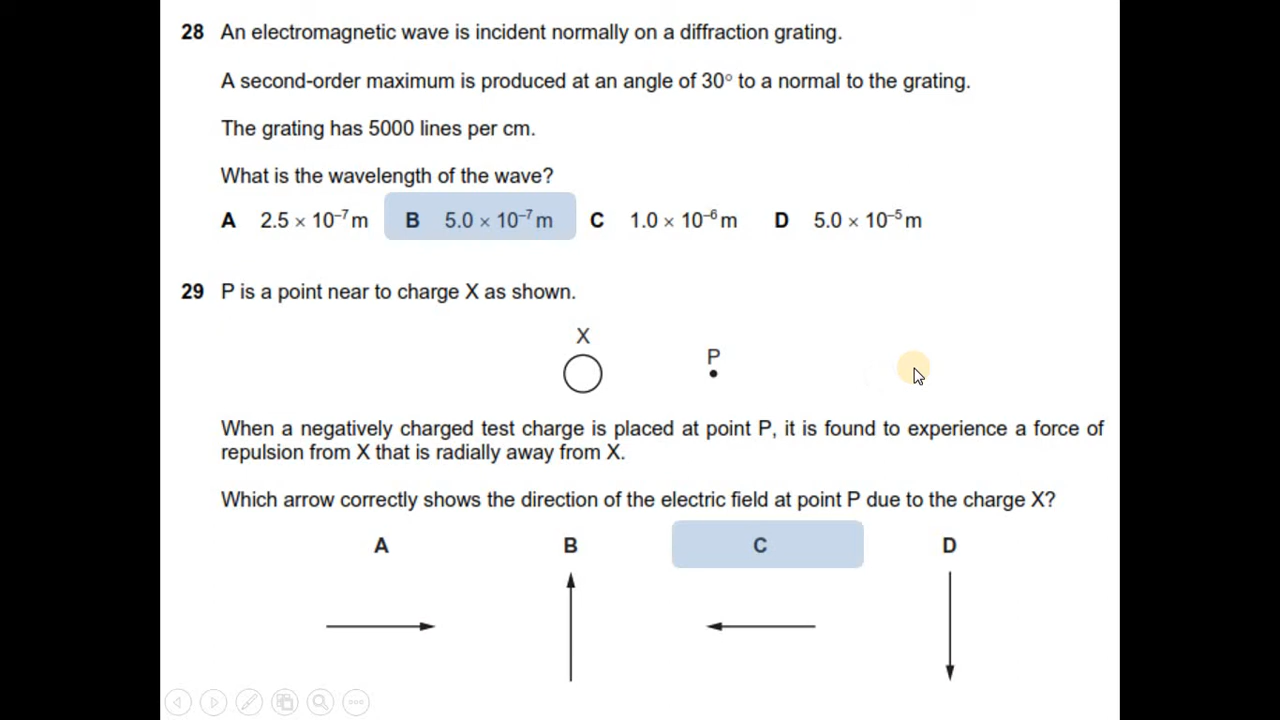 28 An electromagnetic wave is incident normally on a diffraction grating.
A second-order maximum is produced at an angle of 30° to a normal to the grating.
The grating has 5000 lines per cm.
What is the wavelength of the wave?
A 2.5 × 10⁻⁷ m B 5.0 × 10⁻⁷ m C 1.0 × 10⁻⁶ m D 5.0 × 10⁻⁵ m
29 P is a point near to charge X as shown.
X
P
When a negatively charged test charge is placed at point P, it is found to experience a force of
repulsion from X that is radially away from X.
Which arrow correctly shows the direction of the electric field at point P due to the charge X?
A B C D